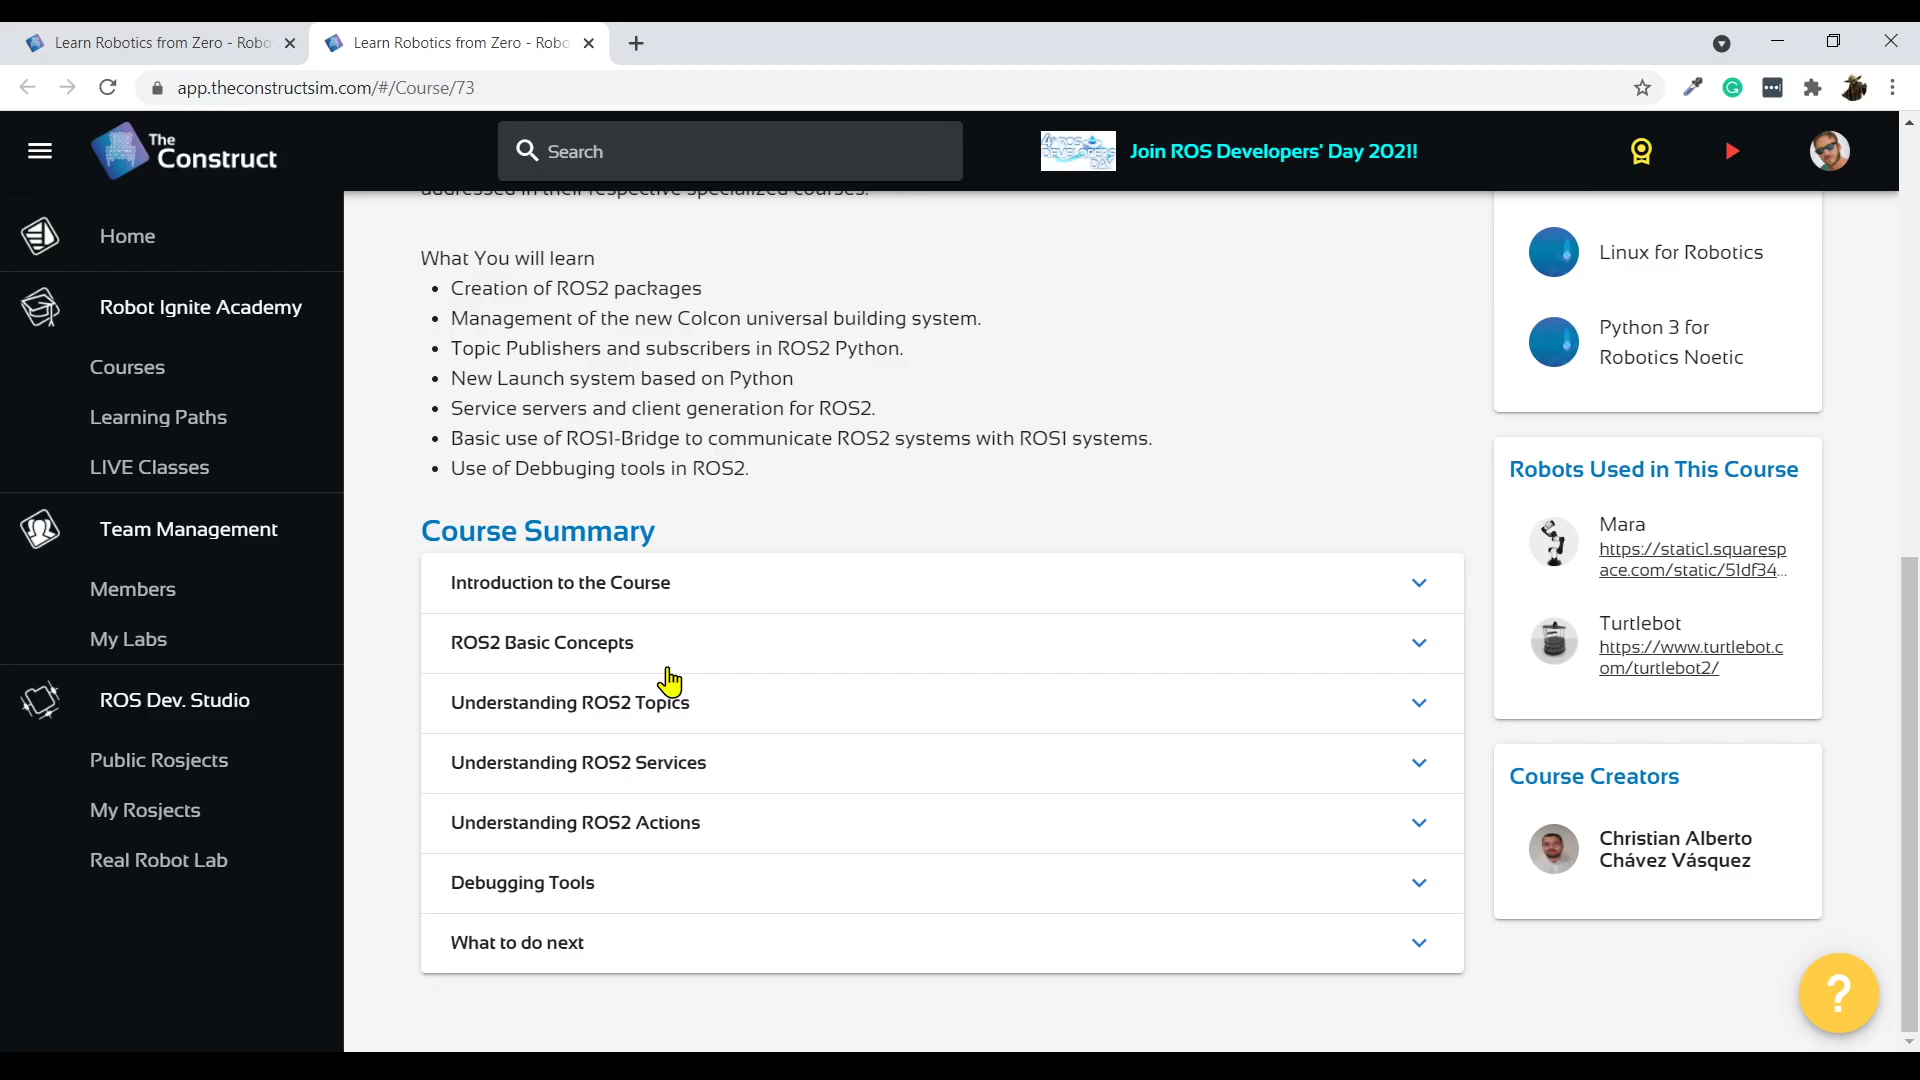 Learn Robotics from Zero - Robo
Learn Robotics from Zero - Robo
app.theconstructsim.com/#/Course/73
The
Construct
Search
Join ROS Developers' Day 2021!
Home
Robot Ignite Academy
Courses
Learning Paths
LIVE Classes
Team Management
Members
My Labs
ROS Dev. Studio
Public Rosjects
My Rosjects
Real Robot Lab
addressed in their respective specialized courses.
What You will learn
• Creation of ROS2 packages
• Management of the new Colcon universal building system.
• Topic Publishers and subscribers in ROS2 Python.
• New Launch system based on Python
• Service servers and client generation for ROS2.
• Basic use of ROS1-Bridge to communicate ROS2 systems with ROS1 systems.
• Use of Debbuging tools in ROS2.
Course Summary
Introduction to the Course
ROS2 Basic Concepts
Understanding ROS2 Topics
Understanding ROS2 Services
Understanding ROS2 Actions
Debugging Tools
What to do next
Linux for Robotics
Python 3 for
Robotics Noetic
Robots Used in This Course
Mara
https://static1.squaresp
ace.com/static/51df34...
Turtlebot
https://www.turtlebot.c
om/turtlebot2/
Course Creators
Christian Alberto
Chávez Vásquez
?